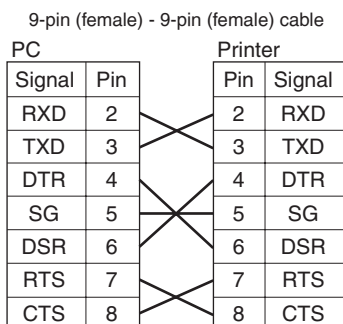 9-pin (female) - 9-pin (female) cable
PC Printer
Signal Pin Pin Signal
RXD 2 2 RXD
TXD 3 3 TXD
DTR 4 4 DTR
SG 5 5 SG
DSR 6 6 DSR
RTS 7 7 RTS
CTS 8 8 CTS